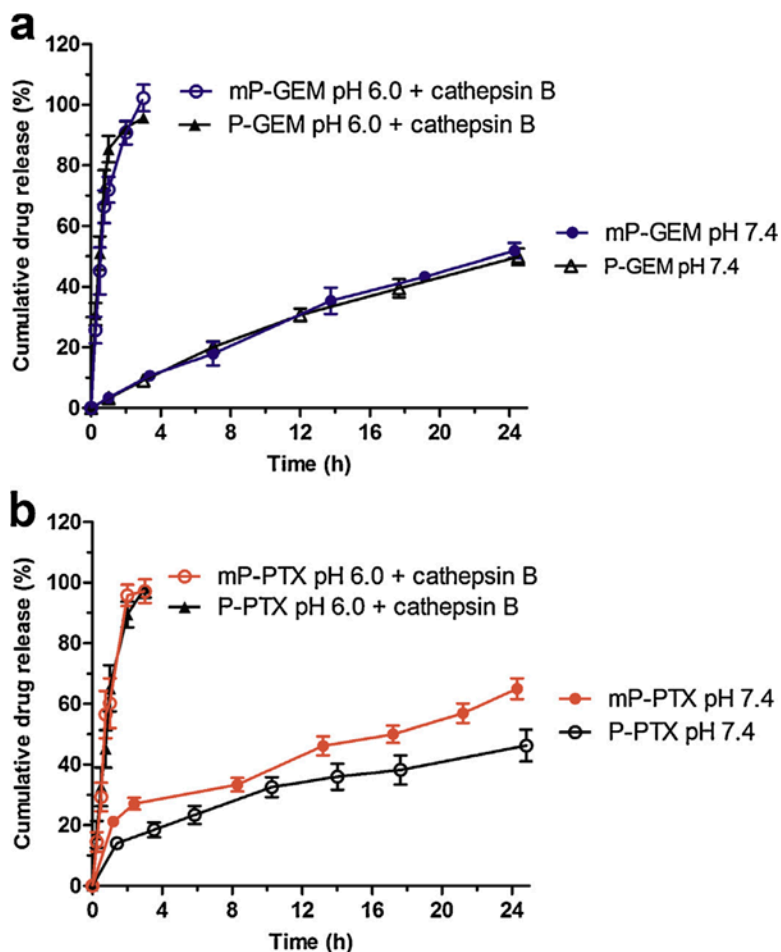 a
120
mP-GEM pH 6.0 + cathepsin B
100
P-GEM pH 6.0 + cathepsin B
80
60
mP-GEM pH 7.4
P-GEM pH 7.4
40
20
0
0 4 8 12 16 20 24
Time (h)
Cumulative drug release (%)
b
120
mP-PTX pH 6.0 + cathepsin B
100
P-PTX pH 6.0 + cathepsin B
80
60
mP-PTX pH 7.4
P-PTX pH 7.4
40
20
0
0 4 8 12 16 20 24
Time (h)
Cumulative drug release (%)